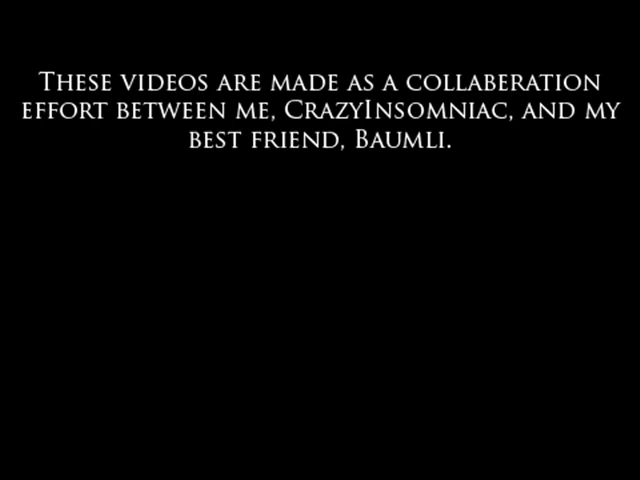 These videos are made as a collaberation
effort between me, CrazyInsomniac, and my
best friend, Baumli.